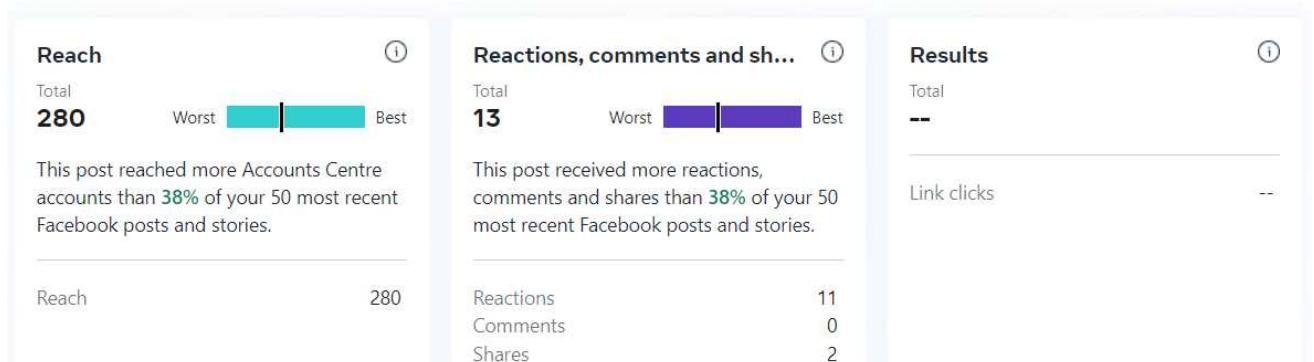 Reach
Total
280
Worst
Best
This post reached more Accounts Centre
accounts than 38% of your 50 most recent
Facebook posts and stories.
Reach 280
Reactions, comments and sh...
Total
13
Worst
Best
This post received more reactions,
comments and shares than 38% of your 50
most recent Facebook posts and stories.
Reactions 11
Comments 0
Shares 2
Results
Total
--
Link clicks --